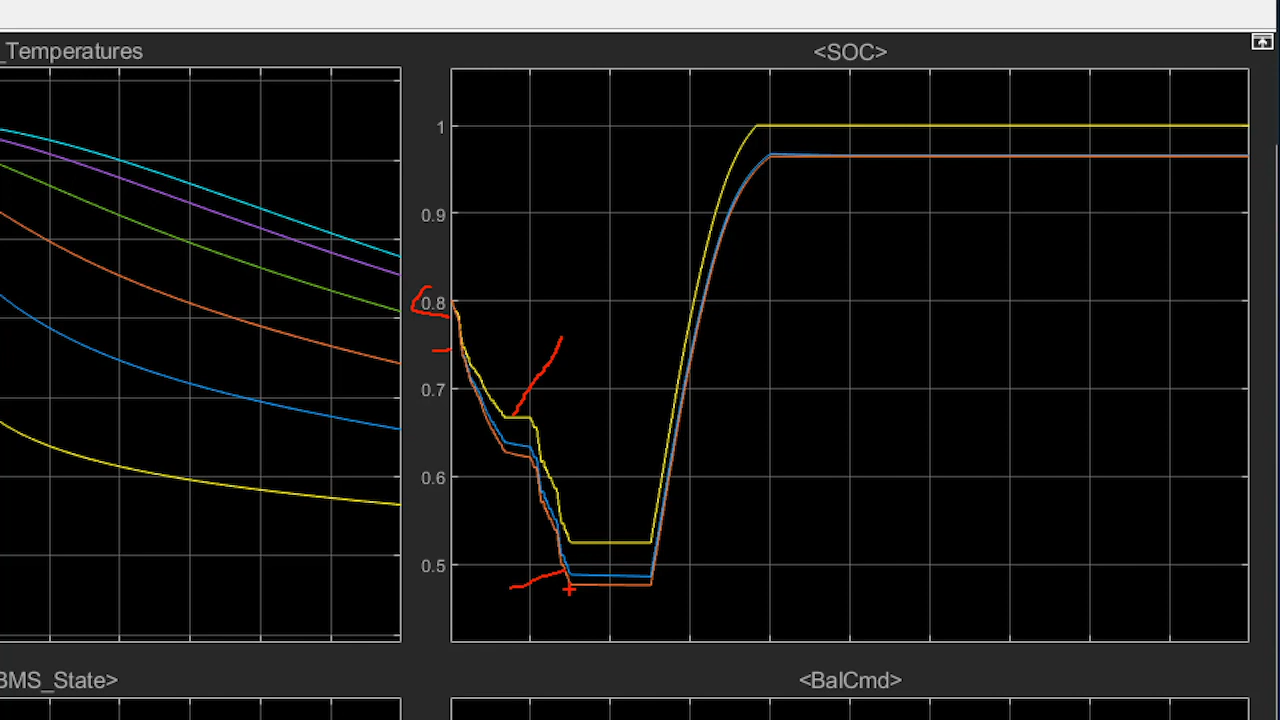 _Temperatures
<SOC>
1
0.9
0.8
0.7
0.6
0.5
BMS_State>
<BalCmd>